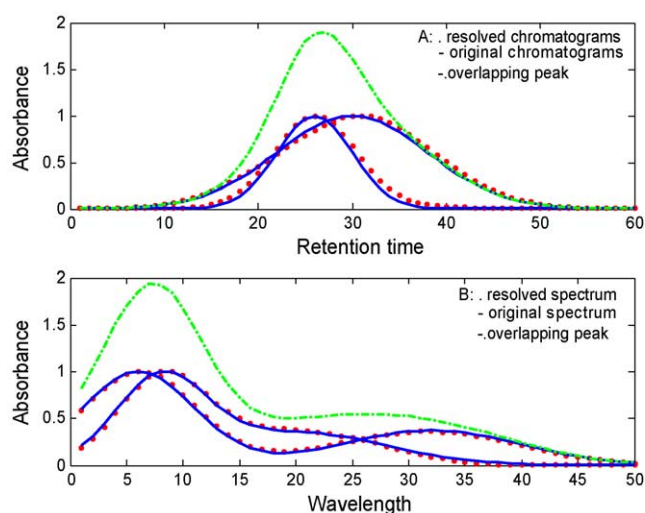 2
1.5
1
0.5
0
Absorbance
A: . resolved chromatograms
- original chromatograms
-.overlapping peak
0 10 20 30 40 50 60
Retention time
2
1.5
1
0.5
0
Absorbance
B: . resolved spectrum
- original spectrum
-.overlapping peak
0 5 10 15 20 25 30 35 40 45 50
Wavelength